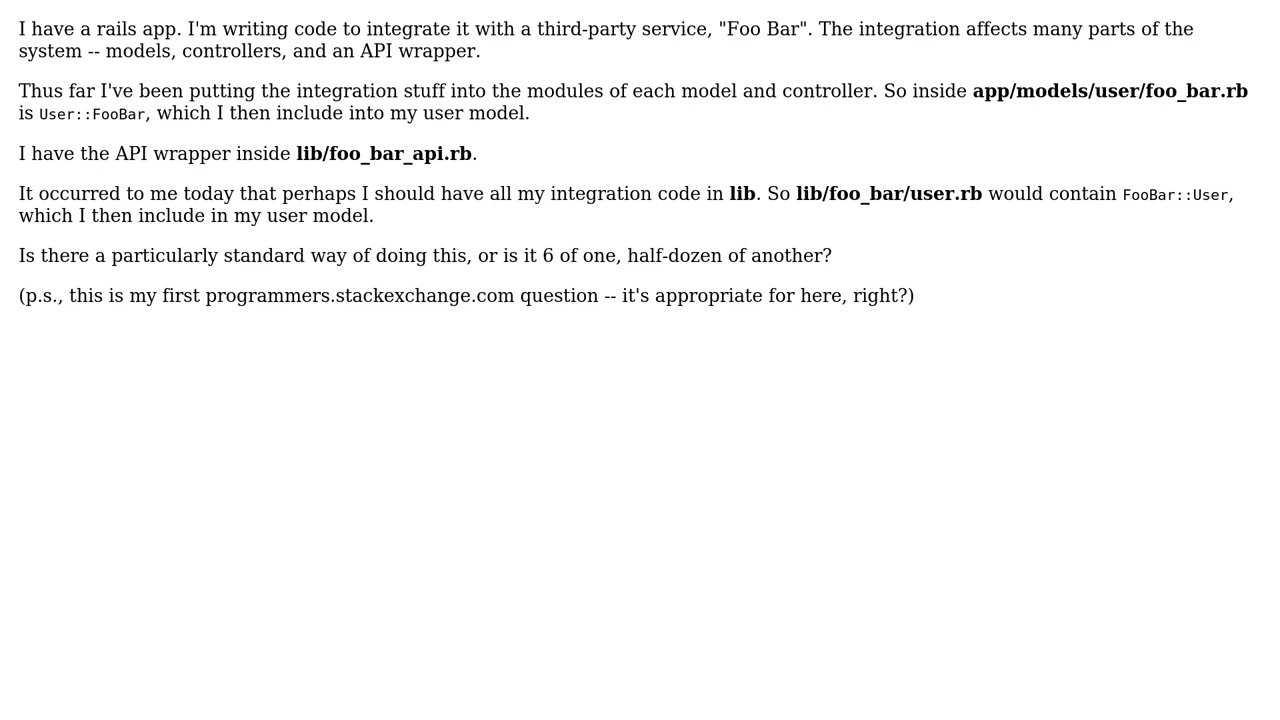 I have a rails app. I'm writing code to integrate it with a third-party service, "Foo Bar". The integration affects many parts of the
system -- models, controllers, and an API wrapper.
Thus far I've been putting the integration stuff into the modules of each model and controller. So inside app/models/user/foo_bar.rb
is User::FooBar, which I then include into my user model.
I have the API wrapper inside lib/foo_bar_api.rb.
It occurred to me today that perhaps I should have all my integration code in lib. So lib/foo_bar/user.rb would contain FooBar::User,
which I then include in my user model.
Is there a particularly standard way of doing this, or is it 6 of one, half-dozen of another?
(p.s., this is my first programmers.stackexchange.com question -- it's appropriate for here, right?)